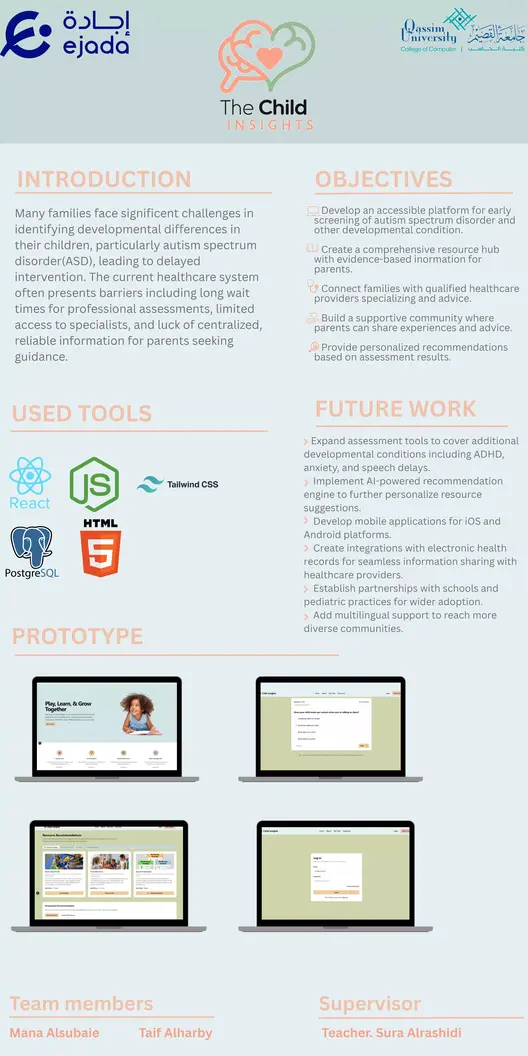 إجادة
ejada
Qassim
University
College of Computer
جامعة القصيم
كلية الحاسب
The Child
INSIGHTS
INTRODUCTION
Many families face significant challenges in
identifying developmental differences in
their children, particularly autism spectrum
disorder(ASD), leading to delayed
intervention. The current healthcare system
often presents barriers including long wait
times for professional assessments, limited
access to specialists, and luck of centralized,
reliable information for parents seeking
guidance.
OBJECTIVES
Develop an accessible platform for early
screening of autism spectrum disorder and
other developmental condition.
Create a comprehensive resource hub
with evidence-based inormation for
parents.
Connect families with qualified healthcare
providers specializing and advice.
Build a supportive community where
parents can share experiences and advice.
Provide personalized recommendations
based on assessment results.
USED TOOLS
React
JS
Tailwind CSS
PostgreSQL
HTML
5
FUTURE WORK
Expand assessment tools to cover additional
developmental conditions including ADHD,
anxiety, and speech delays.
Implement AI-powered recommendation
engine to further personalize resource
suggestions.
Develop mobile applications for iOS and
Android platforms.
Create integrations with electronic health
records for seamless information sharing with
healthcare providers.
Establish partnerships with schools and
pediatric practices for wider adoption.
Add multilingual support to reach more
diverse communities.
PROTOTYPE
Play, Learn, & Grow
Together
Log in
Team members
Mana Alsubaie
Taif Alharby
Supervisor
Teacher. Sura Alrashidi